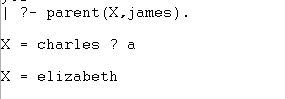 | ?- parent(X,james).
X = charles ? a
X = elizabeth